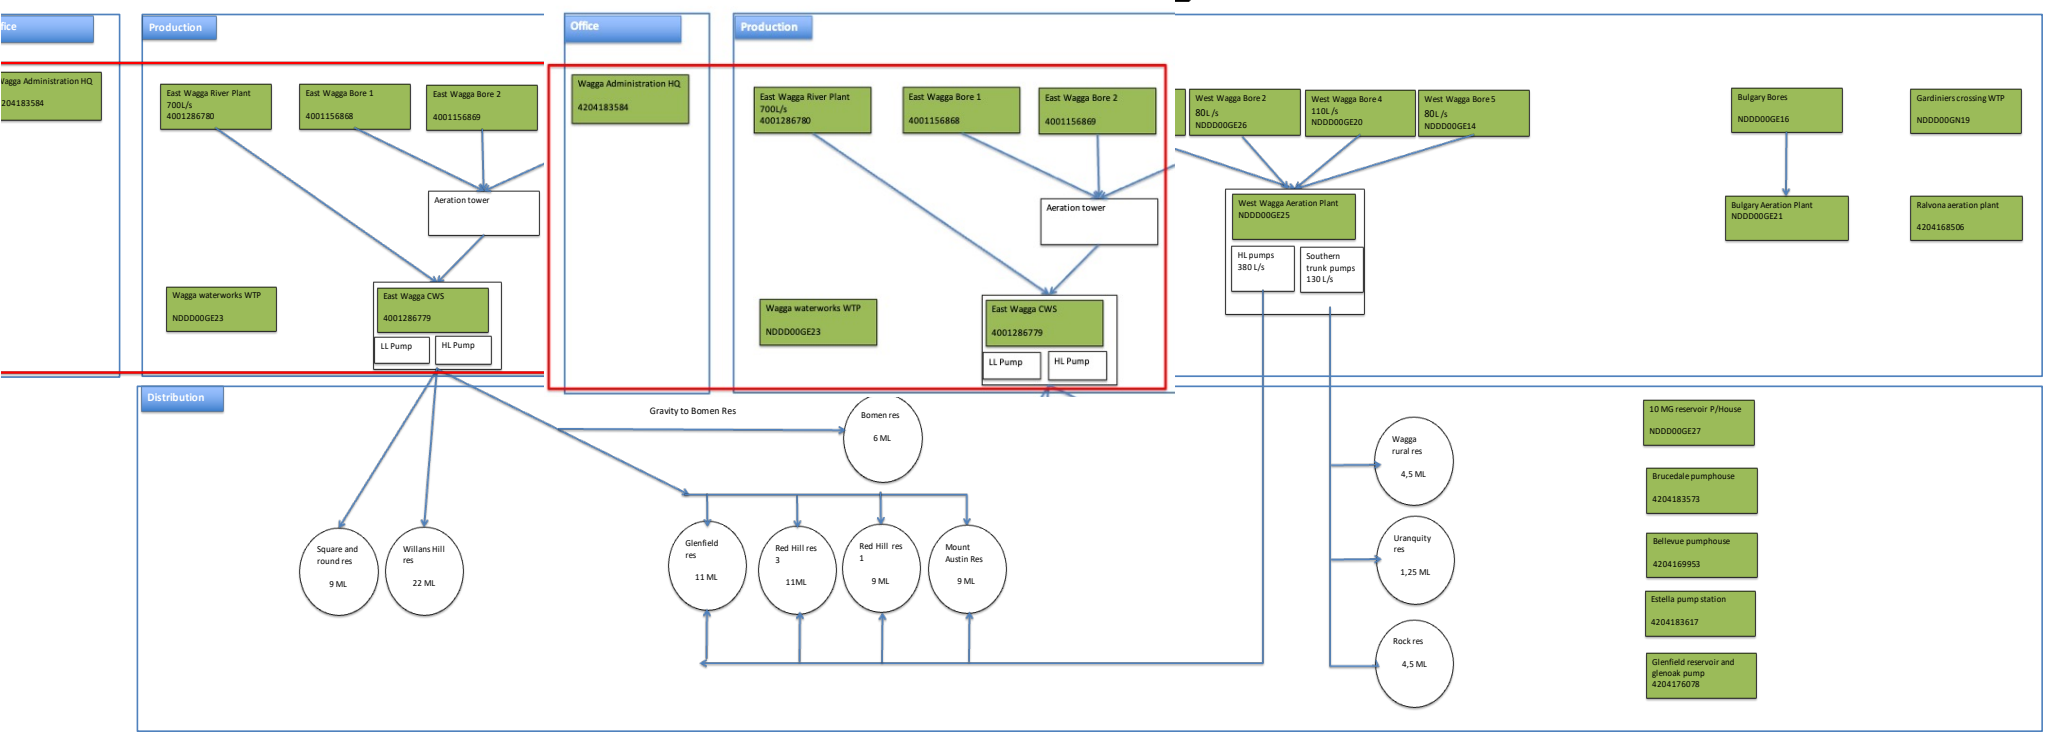 fice
Production
Office
Production
Wagga Administration HQ
204183584
East Wagga River Plant
700L/s
4001286780
East Wagga Bore 1
4001156868
East Wagga Bore 2
4001156869
Aeration tower
Wagga waterworks WTP
NDDD00GE23
East Wagga CWS
4001286779
LL Pump
HL Pump
Wagga Administration HQ
4204183584
East Wagga River Plant
700L/s
4001286780
East Wagga Bore 1
4001156868
East Wagga Bore 2
4001156869
Aeration tower
Wagga waterworks WTP
NDDD00GE23
East Wagga CWS
4001286779
LL Pump
HL Pump
West Wagga Bore 2
80L/s
NDDD00GE26
West Wagga Bore 4
110L/s
NDDD00GE20
West Wagga Bore 5
80L/s
NDDD00GE14
West Wagga Aeration Plant
NDDD00GE25
HL pumps
380 L/s
Southern
trunk pumps
130 L/s
Bulgary Bores
NDDD00GE16
Gardiniers crossing WTP
NDDD00GN19
Bulgary Aeration Plant
NDDD00GE21
Ralvona aeration plant
4204168506
Distribution
Gravity to Bomen Res
Bomen res
6 ML
Square and
round res
9 ML
Willans Hill
res
22 ML
Glenfield
res
11 ML
Red Hill res
3
11ML
Red Hill res
1
9 ML
Mount
Austin Res
9 ML
Wagga
rural res
4,5 ML
Uranquity
res
1,25 ML
Rock res
4,5 ML
10 MG reservoir P/House
NDDD00GE27
Brucedale pumphouse
4204183573
Bellevue pumphouse
4204169953
Estella pump station
4204183617
Glenfield reservoir and
glenoak pump
4204176078